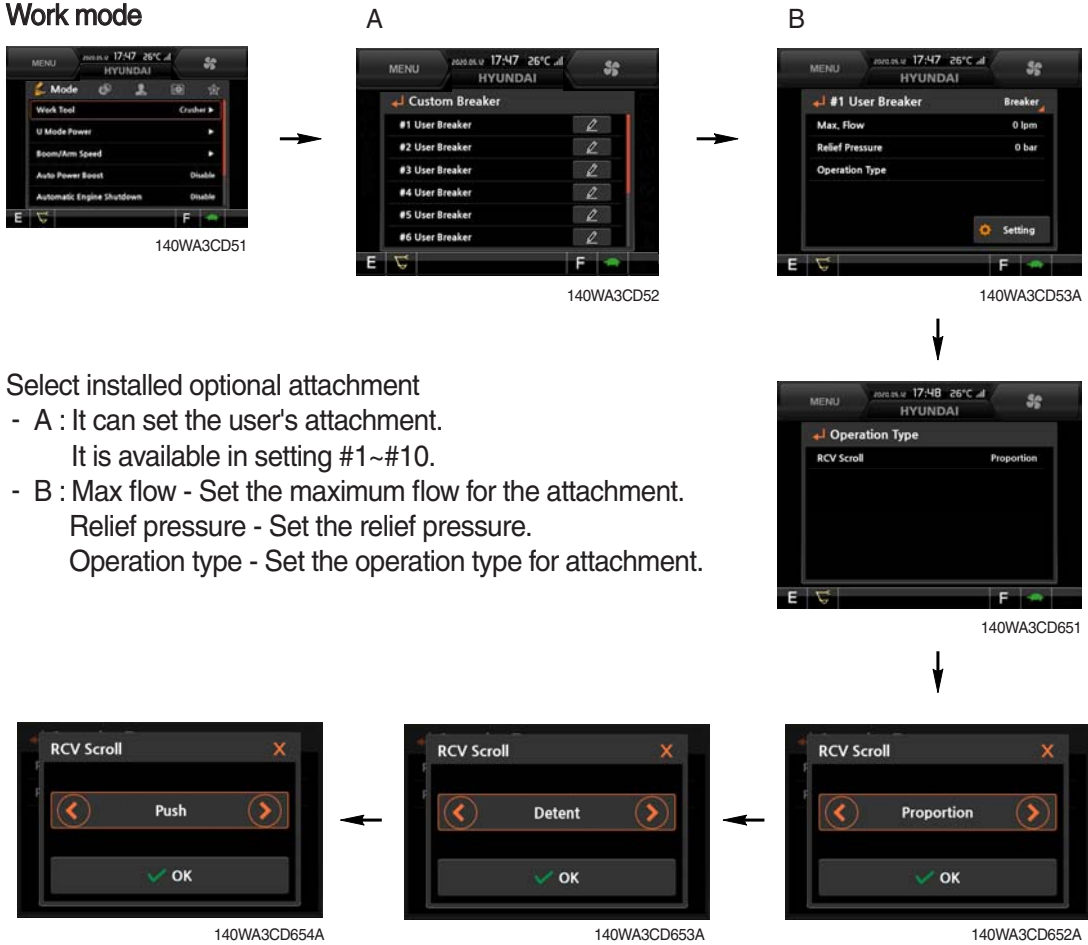 Work mode
MENU 17:47 26°C
HYUNDAI
Mode
Work Tool Crusher
U Mode Power
Boom/Arm Speed
Auto Power Boost Disable
Automatic Engine Shutdown Disable
E F
140WA3CD51
A
MENU 17:47 26°C
HYUNDAI
Custom Breaker
#1 User Breaker
#2 User Breaker
#3 User Breaker
#4 User Breaker
#5 User Breaker
#6 User Breaker
E F
140WA3CD52
B
MENU 17:47 26°C
HYUNDAI
#1 User Breaker Breaker
Max, Flow 0 lpm
Relief Pressure 0 bar
Operation Type
Setting
E F
140WA3CD53A
Select installed optional attachment
- A : It can set the user's attachment.
It is available in setting #1~#10.
- B : Max flow - Set the maximum flow for the attachment.
Relief pressure - Set the relief pressure.
Operation type - Set the operation type for attachment.
MENU 17:48 26°C
HYUNDAI
Operation Type
RCV Scroll Proportion
E F
140WA3CD651
RCV Scroll X
Proportion
OK
140WA3CD652A
RCV Scroll X
Detent
OK
140WA3CD653A
RCV Scroll X
Push
OK
140WA3CD654A